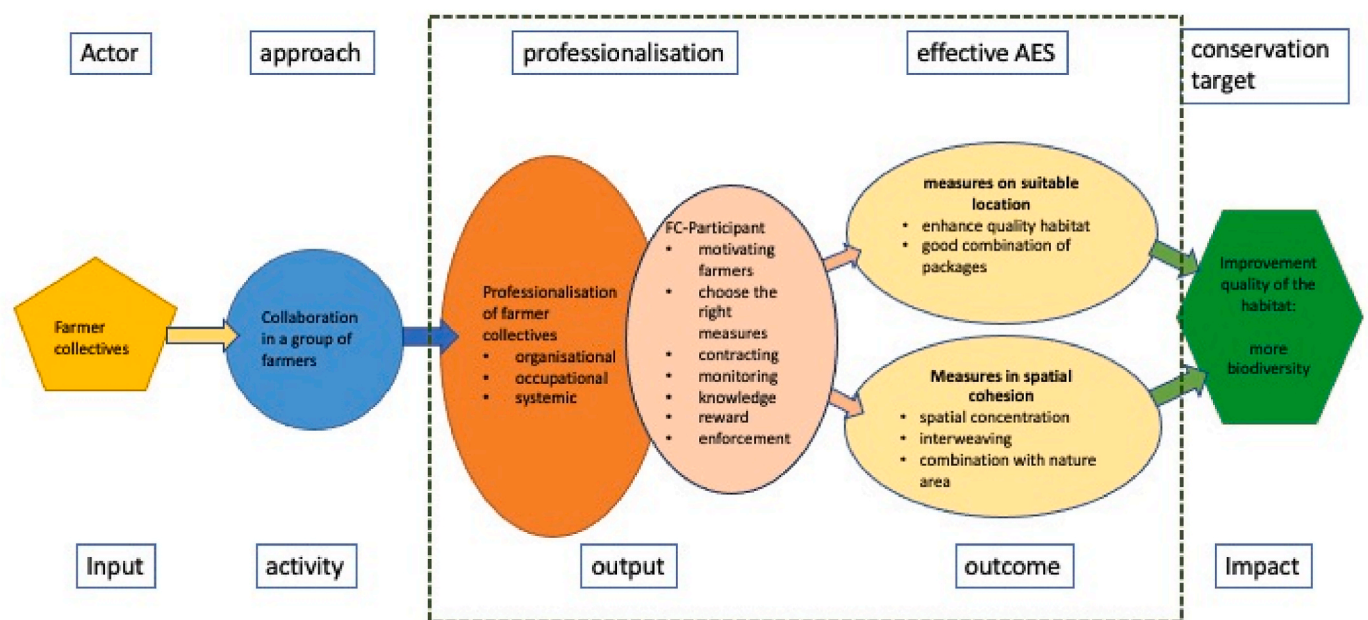 Actor
approach
professionalisation
effective AES
conservation
target
Farmer
collectives
Collaboration
in a group of
farmers
Professionalisation
of farmer
collectives
• organisational
• occupational
• systemic
FC-Participant
• motivating
farmers
• choose the
right
measures
• contracting
• monitoring
• knowledge
• reward
• enforcement
measures on suitable
location
• enhance quality habitat
• good combination of
packages
Measures in spatial
cohesion
• spatial concentration
• interweaving
• combination with nature
area
Improvement
quality of the
habitat:
more
biodiversity
Input
activity
output
outcome
Impact